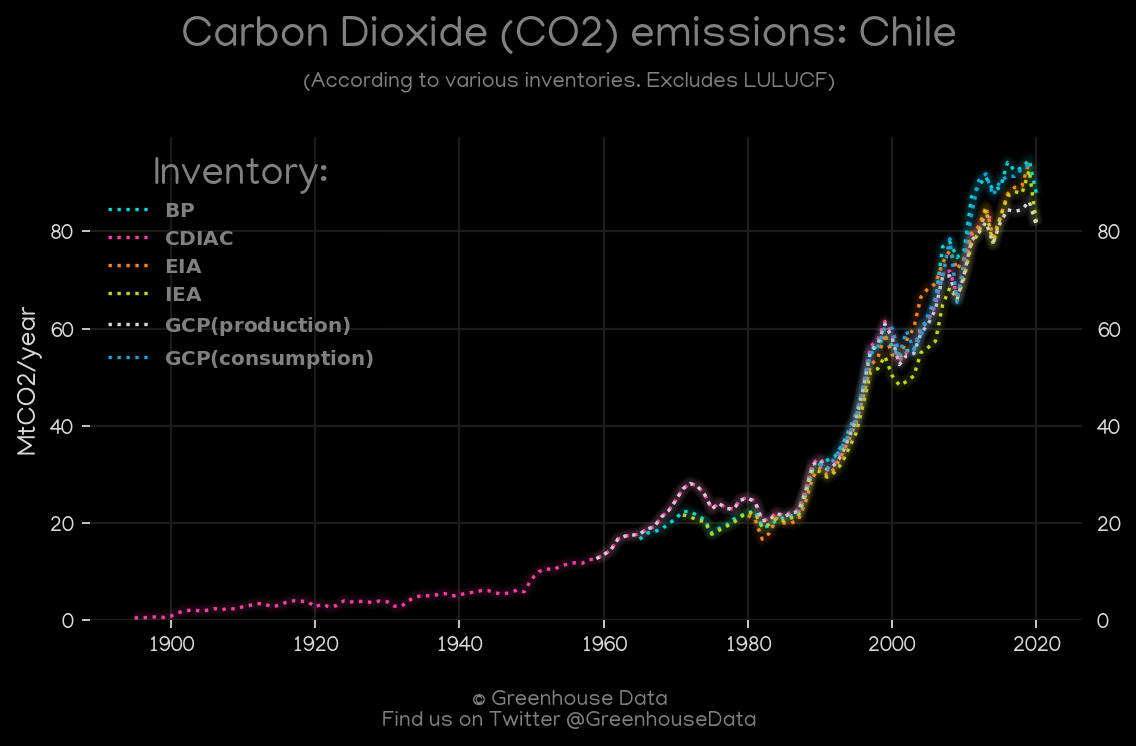 Carbon Dioxide (CO2) emissions: Chile
(According to various inventories. Excludes LULUCF)
Inventory:
BP
CDIAC
EIA
IEA
GCP(production)
GCP(consumption)
MtCO2/year
80
60
40
20
0
80
60
40
20
0
1900 1920 1940 1960 1980 2000 2020
© Greenhouse Data
Find us on Twitter @GreenhouseData